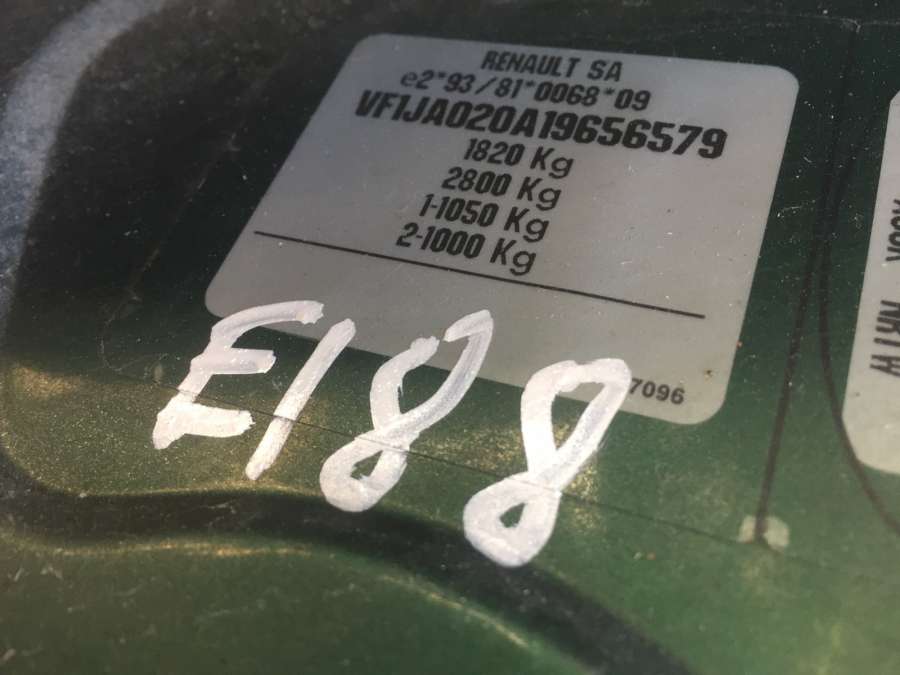 RENAULT SA
e2*93/81*0068*09
VF1JA020A19656579
1820 Kg
2800 Kg
1-1050 Kg
2-1000 Kg
7096
E188